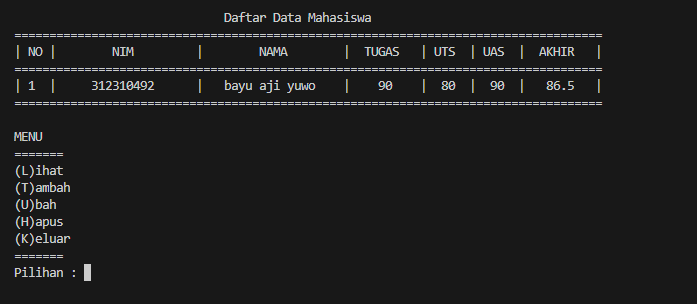 Daftar Data Mahasiswa
====================================================================================
| NO |        NIM         |        NAMA        |  TUGAS   | UTS  | UAS  |  AKHIR   |
====================================================================================
| 1  |     312310492      |   bayu aji yuwo    |    90    |  80  |  90  |   86.5   |
====================================================================================
MENU
=======
(L)ihat
(T)ambah
(U)bah
(H)apus
(K)eluar
=======
Pilihan :